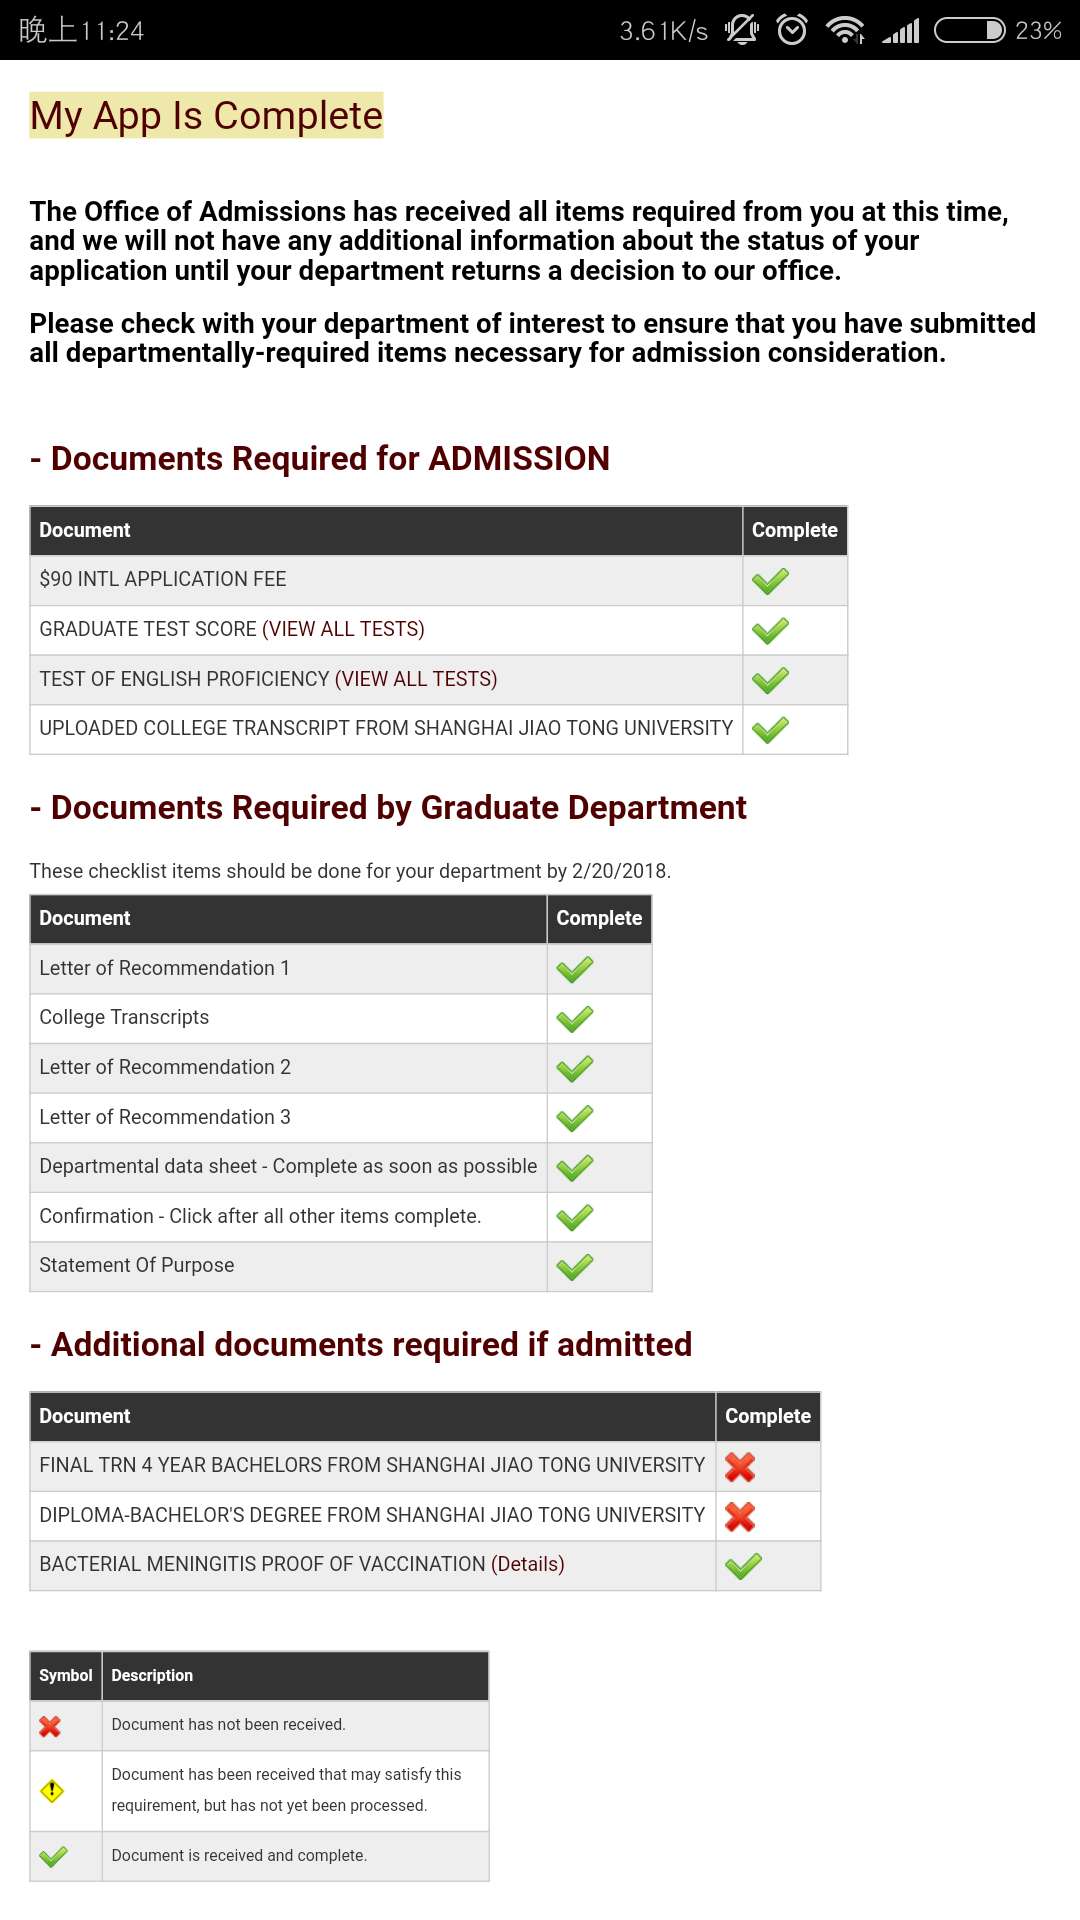 晚上11:24 3.61K/s 23%
My App Is Complete
The Office of Admissions has received all items required from you at this time,
and we will not have any additional information about the status of your
application until your department returns a decision to our office.
Please check with your department of interest to ensure that you have submitted
all departmentally-required items necessary for admission consideration.
- Documents Required for ADMISSION
Document Complete
$90 INTL APPLICATION FEE
GRADUATE TEST SCORE (VIEW ALL TESTS)
TEST OF ENGLISH PROFICIENCY (VIEW ALL TESTS)
UPLOADED COLLEGE TRANSCRIPT FROM SHANGHAI JIAO TONG UNIVERSITY
- Documents Required by Graduate Department
These checklist items should be done for your department by 2/20/2018.
Document Complete
Letter of Recommendation 1
College Transcripts
Letter of Recommendation 2
Letter of Recommendation 3
Departmental data sheet - Complete as soon as possible
Confirmation - Click after all other items complete.
Statement Of Purpose
- Additional documents required if admitted
Document Complete
FINAL TRN 4 YEAR BACHELORS FROM SHANGHAI JIAO TONG UNIVERSITY
DIPLOMA-BACHELOR'S DEGREE FROM SHANGHAI JIAO TONG UNIVERSITY
BACTERIAL MENINGITIS PROOF OF VACCINATION (Details)
Symbol Description
Document has not been received.
Document has been received that may satisfy this
requirement, but has not yet been processed.
Document is received and complete.